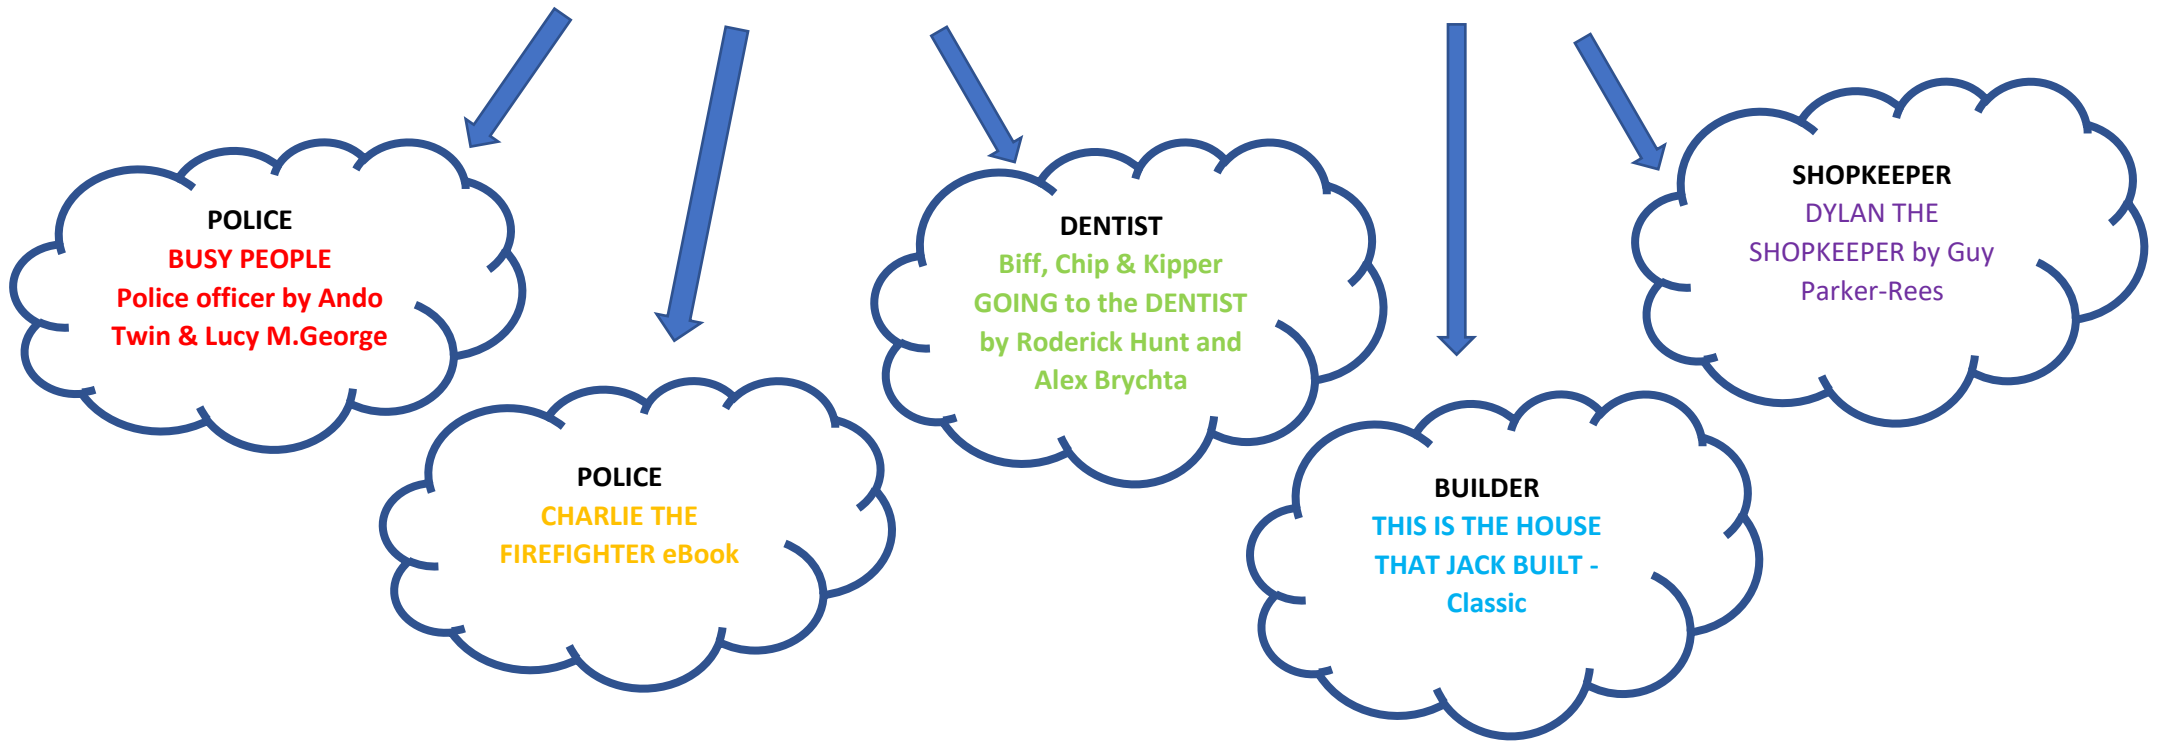 POLICE
BUSY PEOPLE
Police officer by Ando
Twin & Lucy M.George
POLICE
CHARLIE THE
FIREFIGHTER eBook
DENTIST
Biff, Chip & Kipper
GOING to the DENTIST
by Roderick Hunt and
Alex Brychta
BUILDER
THIS IS THE HOUSE
THAT JACK BUILT -
Classic
SHOPKEEPER
DYLAN THE
SHOPKEEPER by Guy
Parker-Rees